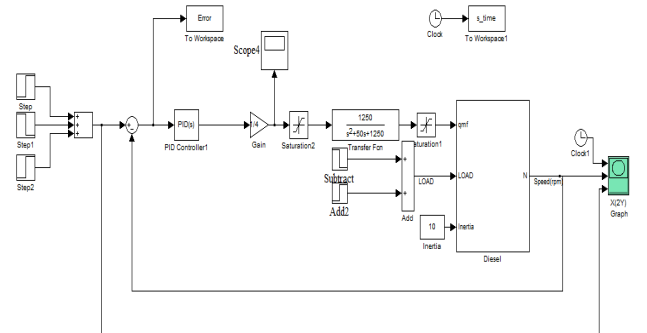 Error
To Workspace
Clock
s_time
To Workspace1
Scope4
Step
Step1
Step2
PID(s)
PID Controller1
1/4
Gain
Saturation2
1250
s²+50s+1250
Transfer Fcn
Saturation1
Subtract
Add2
Add
LOAD
10
Inertia
qmf
LOAD
Inertia
N
Diesel
Speed(rpm)
Clock1
X(2Y)
Graph